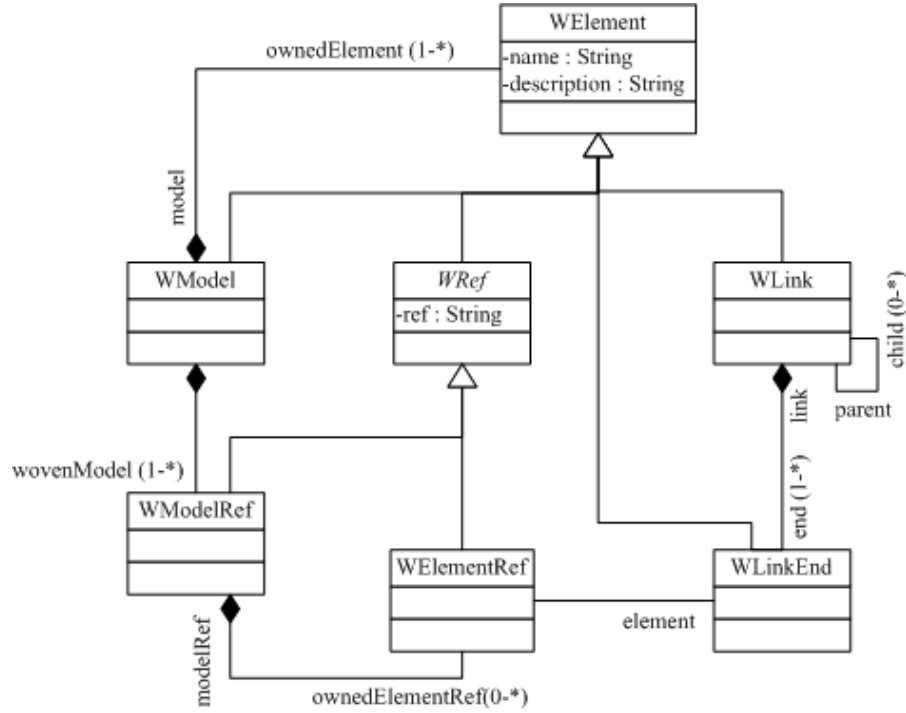 WElement
ownedElement (1-*)
-name : String
-description : String
model
WModel
WRef
-ref : String
WLink
child (0-*)
parent
link
wovenModel (1-*)
end (1-*)
WModelRef
WElementRef
WLinkEnd
element
modelRef
ownedElementRef(0-*)